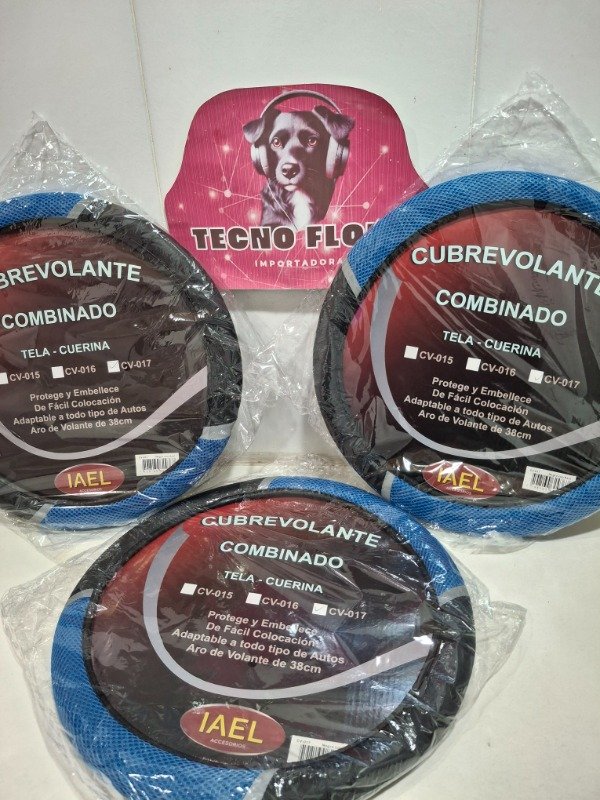 TECNO FLO
IMPORTADORA
COMBINADO
TELA - CUERINA
CV-015 CV-016 CV-017
Protege y Embellece
De Fácil Colocación
Adaptable a todo tipo de Autos
Aro de Volante de 38cm
IAEL
CUBREVOLANTE
COMBINADO
TELA - CUERINA
CV-015 CV-016 CV-017
Protege y Embellece
De Fácil Colocación
Adaptable a todo tipo de Autos
Aro de Volante de 38cm
IAEL
CUBREVOLANTE
COMBINADO
TELA - CUERINA
CV-015 CV-016 CV-017
Protege y Embellece
De Fácil Colocación
Adaptable a todo tipo de Autos
Aro de Volante de 38cm
IAEL
ACCESORIOS